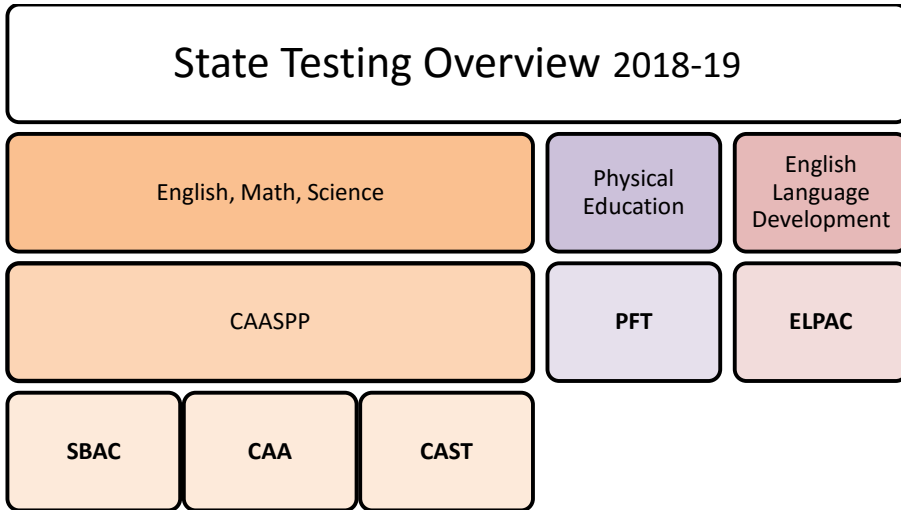 State Testing Overview 2018-19
English, Math, Science
Physical
Education
English
Language
Development
CAASPP
PFT
ELPAC
SBAC
CAA
CAST